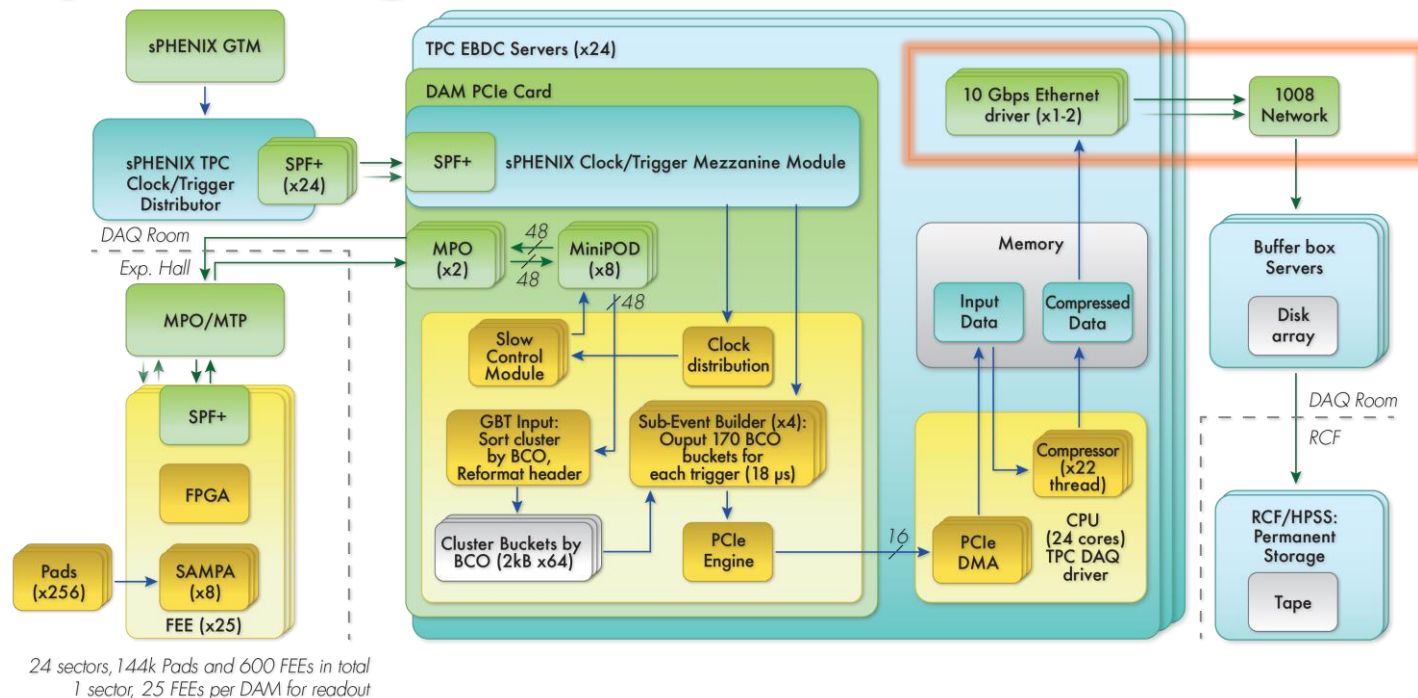 sPHENIX GTM
sPHENIX TPC
Clock/Trigger
Distributor
SPF+
(x24)
DAQ Room
Exp. Hall
MPO/MTP
SPF+
FPGA
Pads
(x256)
SAMPA
(x8)
FEE (x25)
24 sectors, 144k Pads and 600 FEEs in total
1 sector, 25 FEEs per DAM for readout
TPC EBDC Servers (x24)
DAM PCIe Card
SPF+
sPHENIX Clock/Trigger Mezzanine Module
MPO
(x2)
48
48
MiniPOD
(x8)
48
Slow
Control
Module
Clock
distribution
GBT Input:
Sort cluster
by BCO,
Reformat header
Sub-Event Builder (x4):
Ouput 170 BCO
buckets for
each trigger (18 µs)
Cluster Buckets by
BCO (2kB x64)
PCIe
Engine
16
10 Gbps Ethernet
driver (x1-2)
Memory
Input
Data
Compressed
Data
Compressor
(x22
thread)
PCIe
DMA
CPU
(24 cores)
TPC DAQ
driver
1008
Network
Buffer box
Servers
Disk
array
DAQ Room
RCF
RCF/HPSS:
Permanent
Storage
Tape